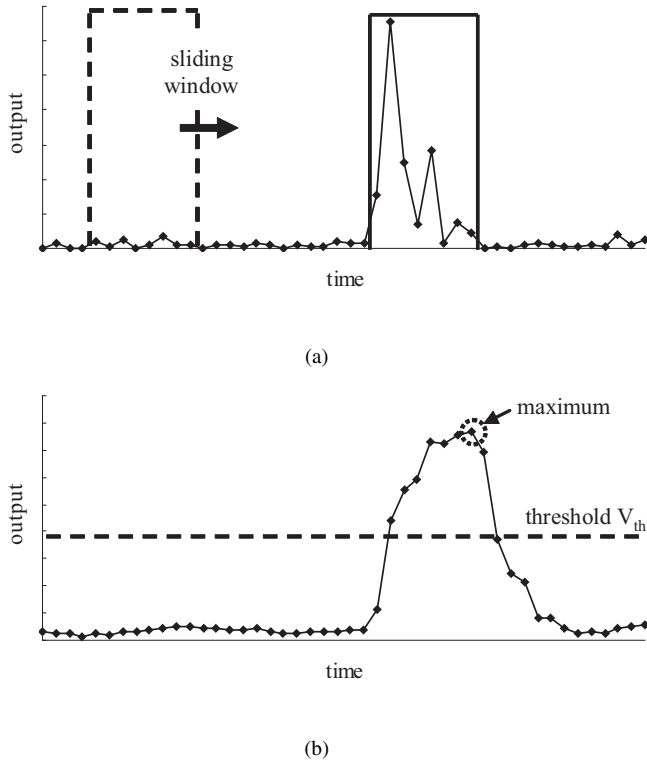 sliding
window
output
time
(a)
maximum
threshold V_th
output
time
(b)